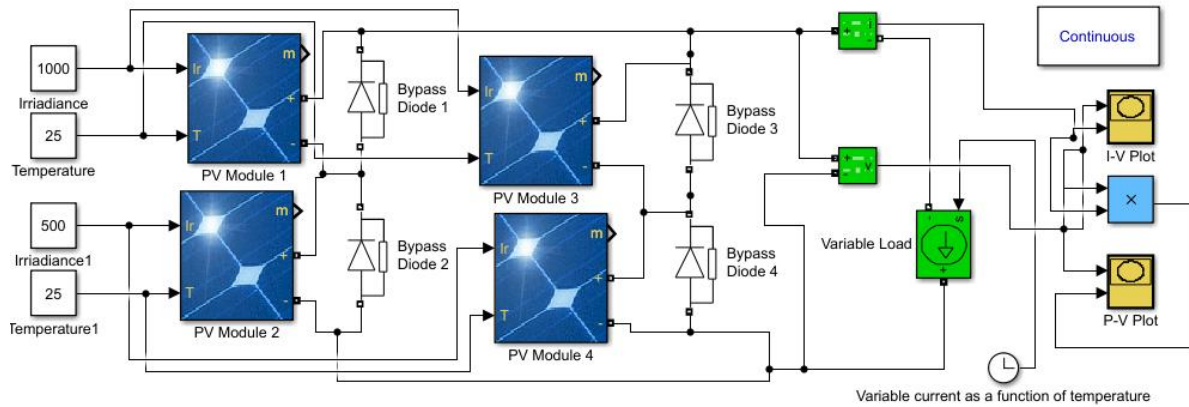 1000
Irradiance
25
Temperature
500
Irradiance1
25
Temperature1
Ir
T
m
+
-
PV Module 1
Ir
T
m
+
-
PV Module 2
Bypass
Diode 1
Bypass
Diode 2
Ir
T
m
+
-
PV Module 3
Ir
T
m
+
-
PV Module 4
Bypass
Diode 3
Bypass
Diode 4
+
i
-
+
v
-
-
s
+
Variable Load
Continuous
I-V Plot
×
P-V Plot
Variable current as a function of temperature